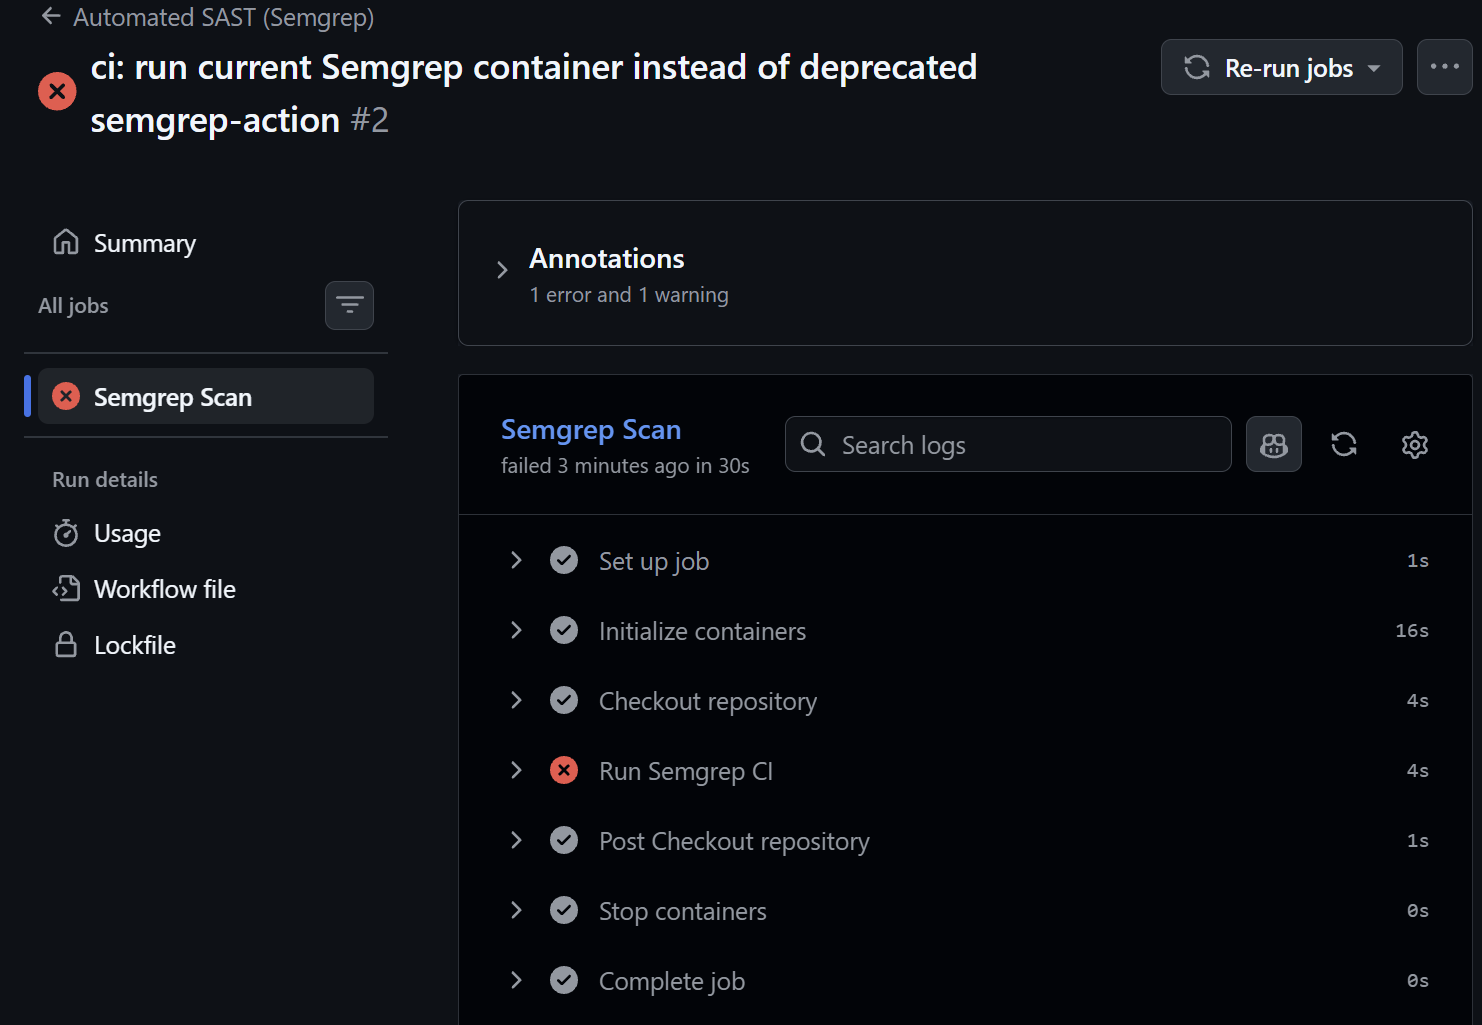 Automated SAST (Semgrep)
ci: run current Semgrep container instead of deprecated
semgrep-action #2
Re-run jobs
Summary
All jobs
Semgrep Scan
Run details
Usage
Workflow file
Lockfile
Annotations
1 error and 1 warning
Semgrep Scan
failed 3 minutes ago in 30s
Search logs
Set up job 1s
Initialize containers 16s
Checkout repository 4s
Run Semgrep CI 4s
Post Checkout repository 1s
Stop containers 0s
Complete job 0s